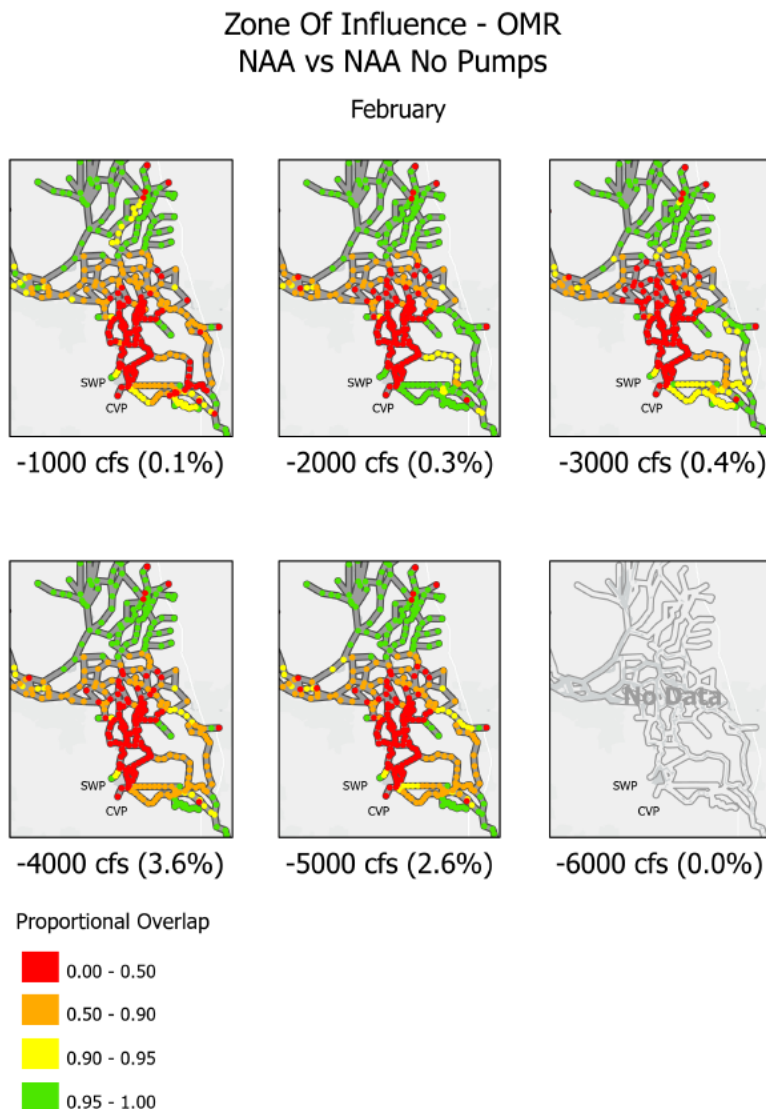 Zone Of Influence - OMR
NAA vs NAA No Pumps
February
SWP
CVP
-1000 cfs (0.1%)
SWP
CVP
-2000 cfs (0.3%)
SWP
CVP
-3000 cfs (0.4%)
SWP
CVP
-4000 cfs (3.6%)
SWP
CVP
-5000 cfs (2.6%)
No Data
SWP
CVP
-6000 cfs (0.0%)
Proportional Overlap
0.00 - 0.50
0.50 - 0.90
0.90 - 0.95
0.95 - 1.00